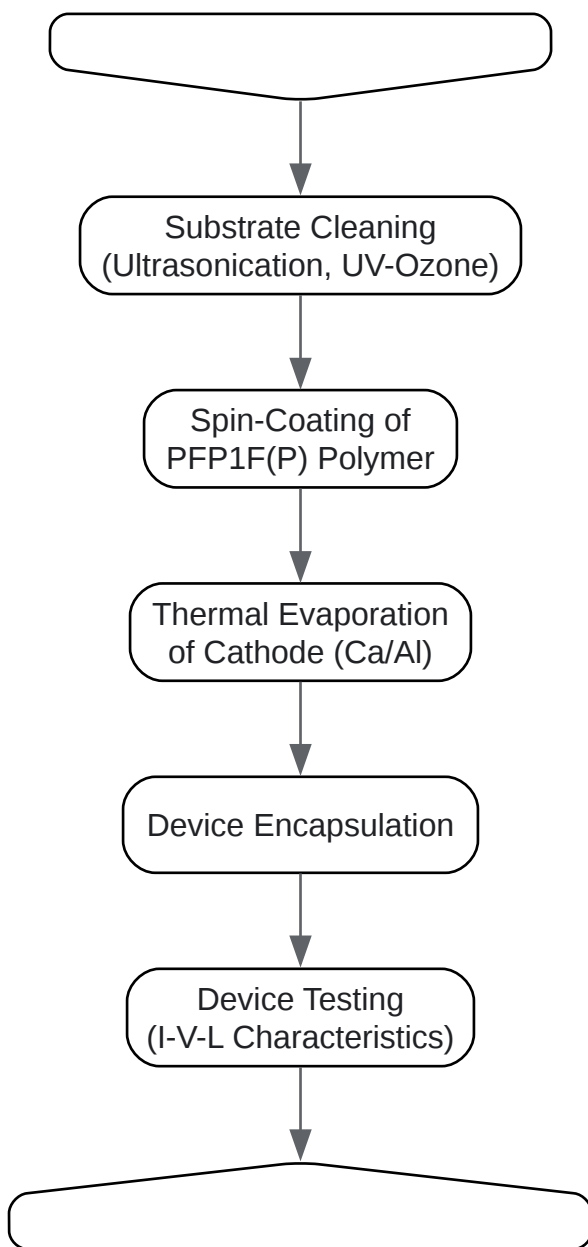 Substrate Cleaning
(Ultrasonication, UV-Ozone)
Spin-Coating of
PFP1F(P) Polymer
Thermal Evaporation
of Cathode (Ca/Al)
Device Encapsulation
Device Testing
(I-V-L Characteristics)